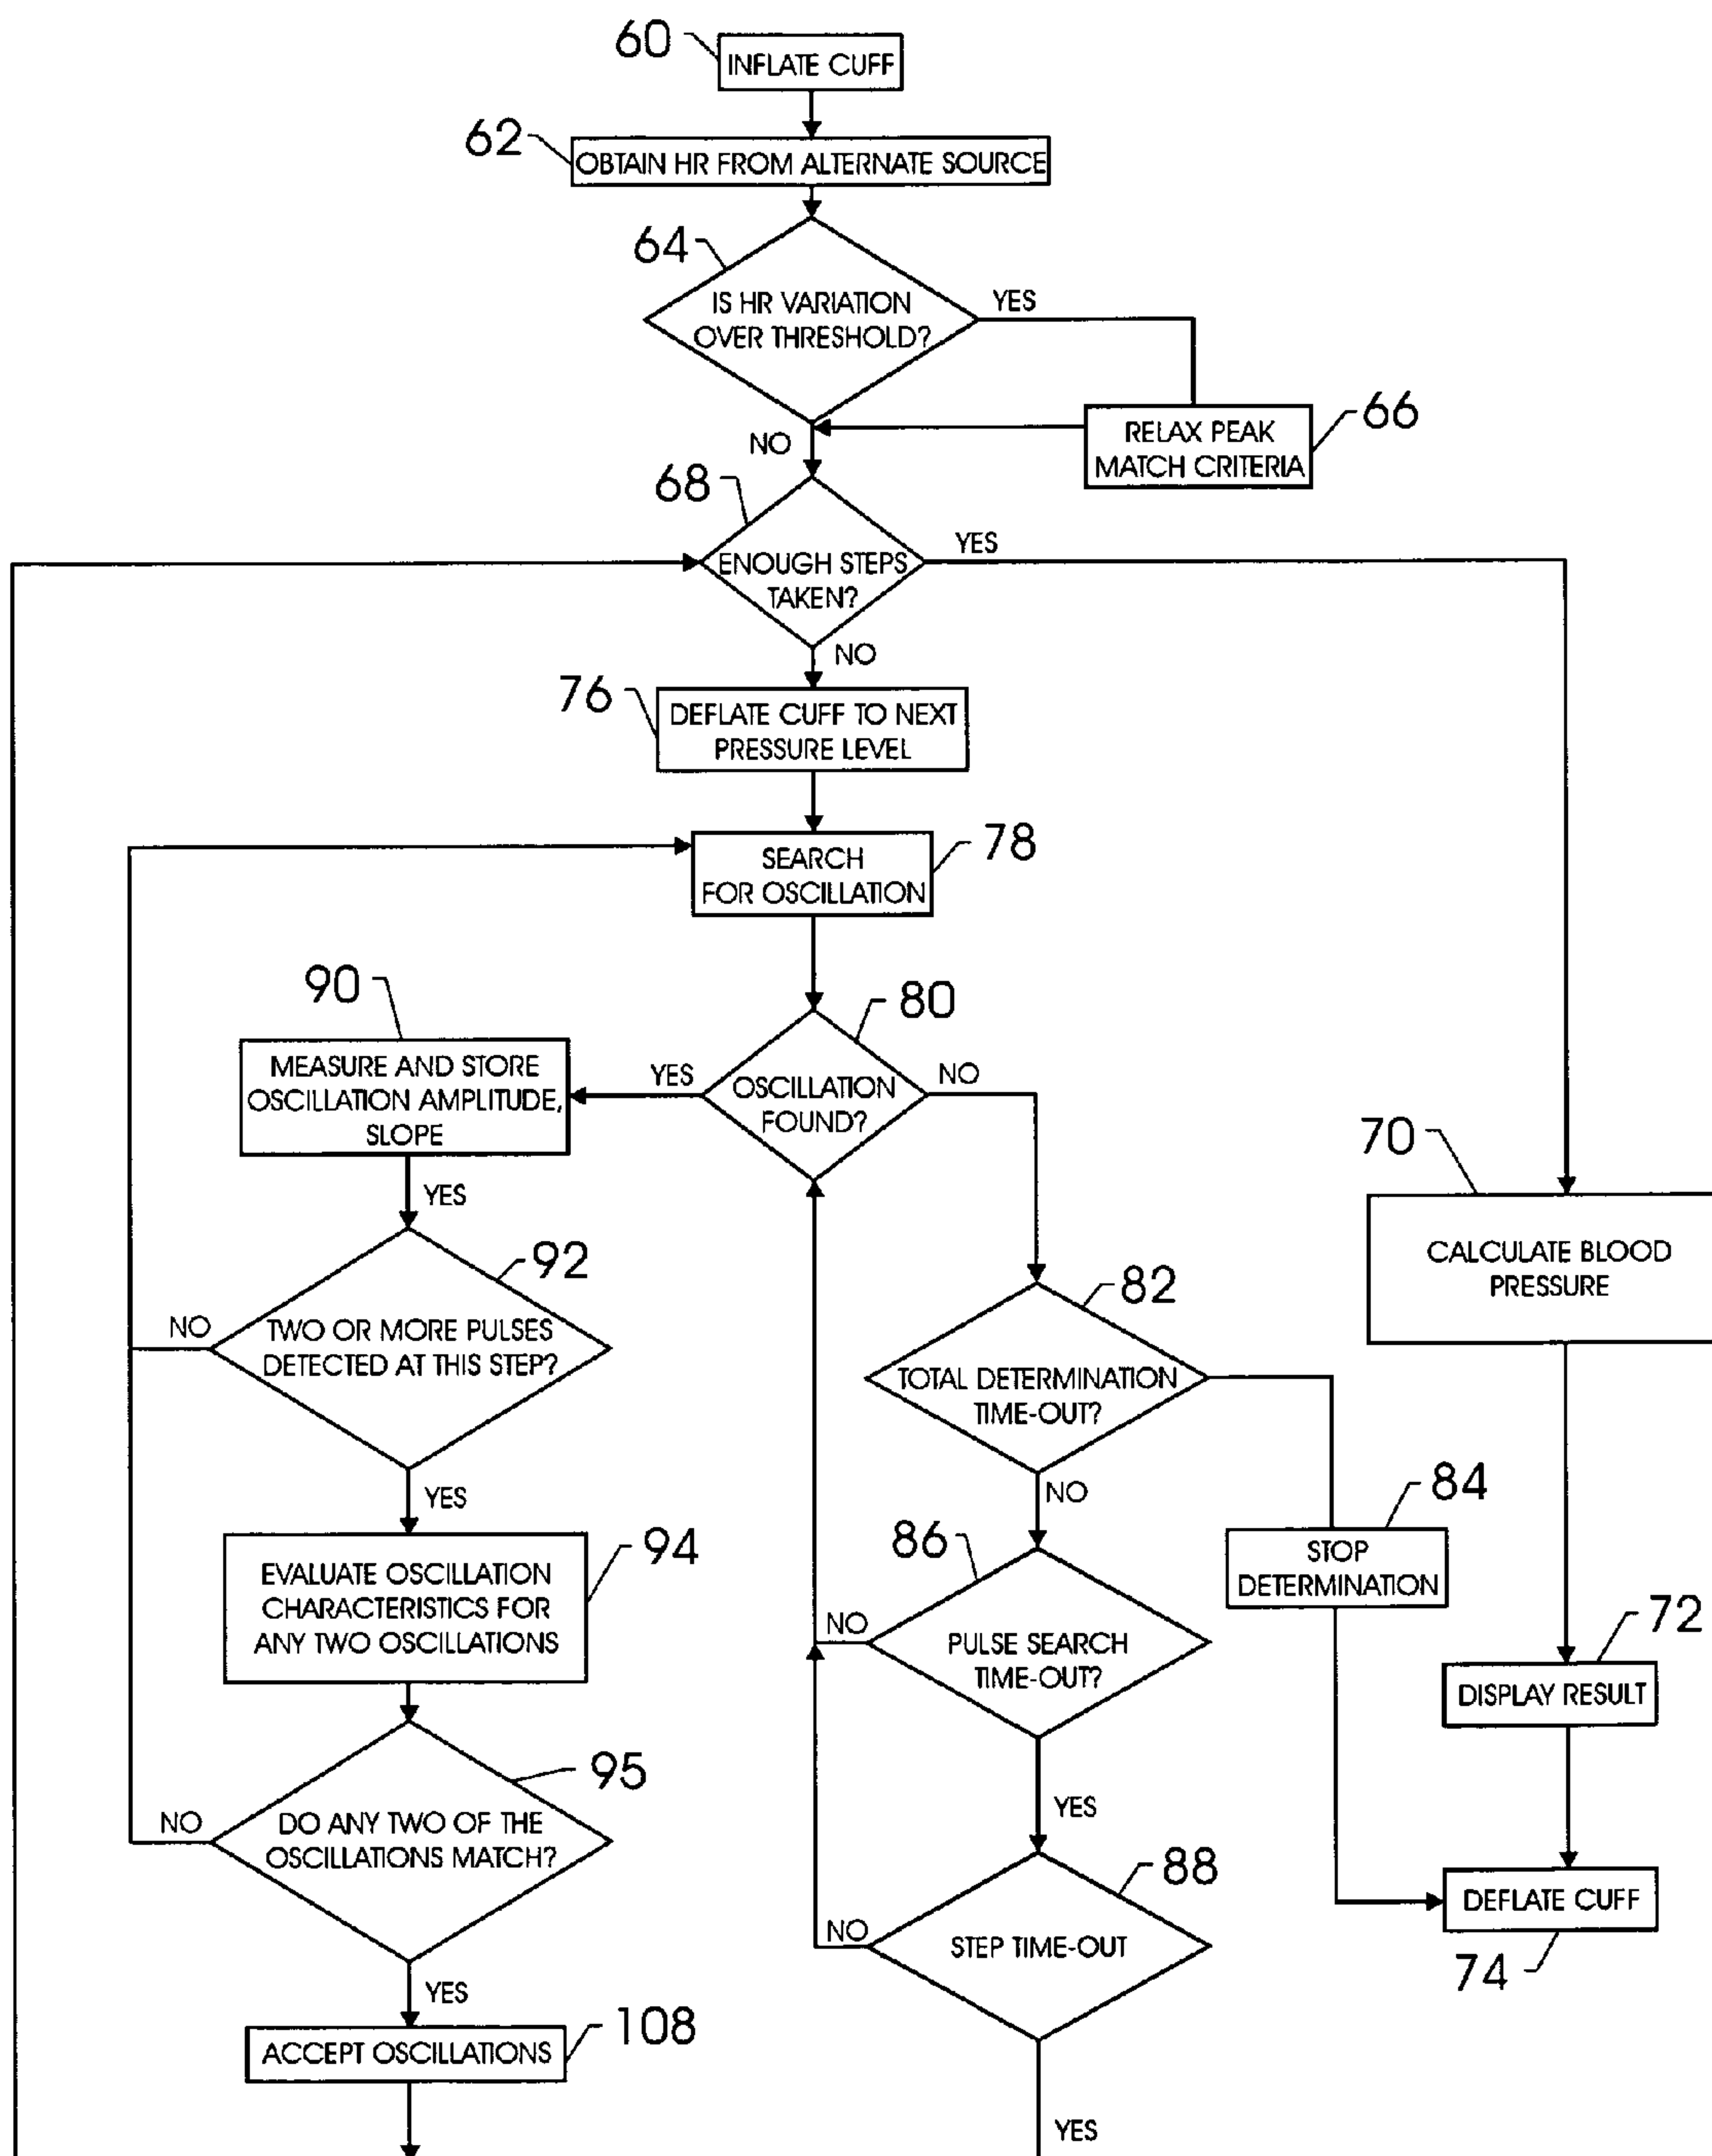 60
INFLATE CUFF
62
OBTAIN HR FROM ALTERNATE SOURCE
64
IS HR VARIATION
OVER THRESHOLD?
YES
66
RELAX PEAK
MATCH CRITERIA
NO
68
ENOUGH STEPS
TAKEN?
YES
NO
76
DEFLATE CUFF TO NEXT
PRESSURE LEVEL
78
SEARCH
FOR OSCILLATION
80
OSCILLATION
FOUND?
YES
NO
90
MEASURE AND STORE
OSCILLATION AMPLITUDE,
SLOPE
YES
92
TWO OR MORE PULSES
DETECTED AT THIS STEP?
NO
YES
94
EVALUATE OSCILLATION
CHARACTERISTICS FOR
ANY TWO OSCILLATIONS
95
DO ANY TWO OF THE
OSCILLATIONS MATCH?
NO
YES
108
ACCEPT OSCILLATIONS
82
TOTAL DETERMINATION
TIME-OUT?
NO
84
STOP
DETERMINATION
86
PULSE SEARCH
TIME-OUT?
NO
YES
88
STEP TIME-OUT
NO
YES
70
CALCULATE BLOOD
PRESSURE
72
DISPLAY RESULT
DEFLATE CUFF
74